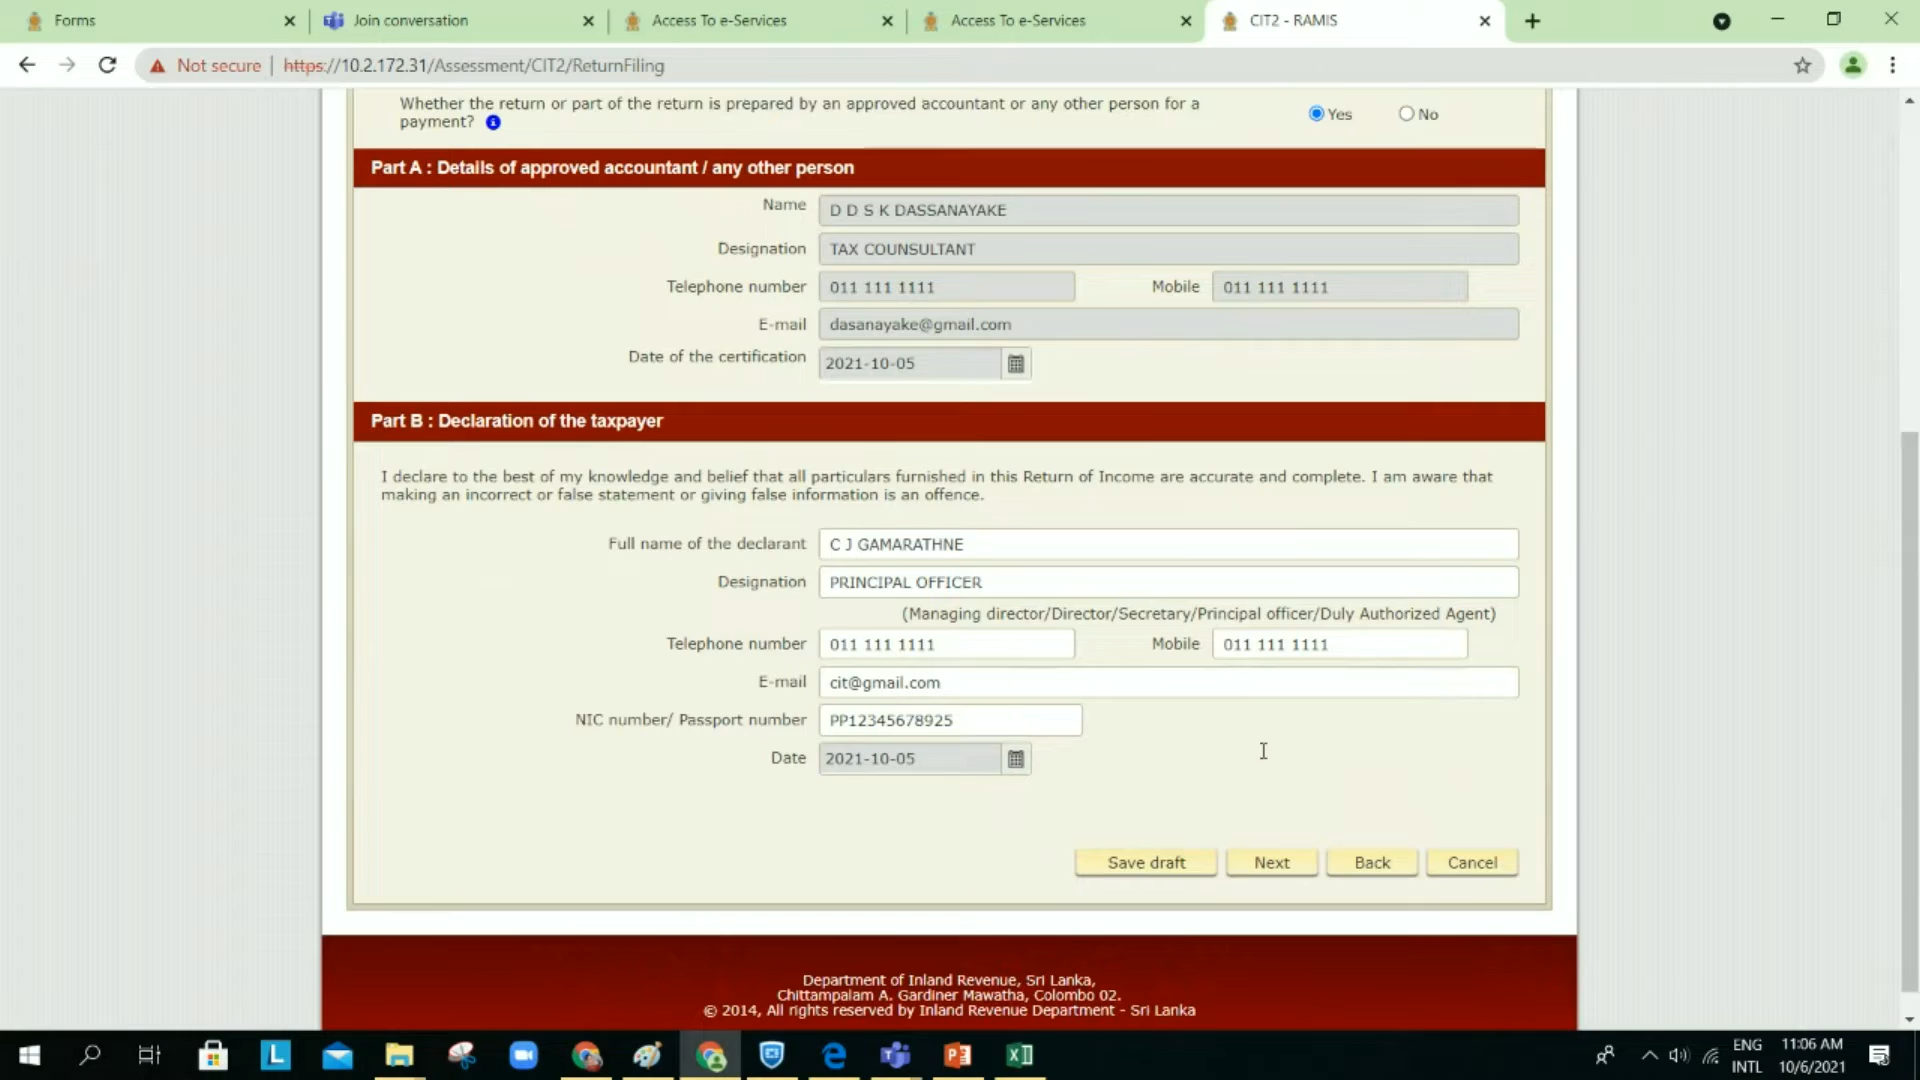 Forms
Join conversation
Access To e-Services
Access To e-Services
CIT2 - RAMIS
Not secure | https://10.2.172.31/Assessment/CIT2/ReturnFiling
Whether the return or part of the return is prepared by an approved accountant or any other person for a
payment?
Yes No
Part A : Details of approved accountant / any other person
Name D D S K DASSANAYAKE
Designation TAX COUNSULTANT
Telephone number 011 111 1111 Mobile 011 111 1111
E-mail dasanayake@gmail.com
Date of the certification 2021-10-05
Part B : Declaration of the taxpayer
I declare to the best of my knowledge and belief that all particulars furnished in this Return of Income are accurate and complete. I am aware that
making an incorrect or false statement or giving false information is an offence.
Full name of the declarant C J GAMARATHNE
Designation PRINCIPAL OFFICER
(Managing director/Director/Secretary/Principal officer/Duly Authorized Agent)
Telephone number 011 111 1111 Mobile 011 111 1111
E-mail cit@gmail.com
NIC number/ Passport number PP12345678925
Date 2021-10-05
Save draft Next Back Cancel
Department of Inland Revenue, Sri Lanka,
Chittampalam A. Gardiner Mawatha, Colombo 02.
© 2014, All rights reserved by Inland Revenue Department - Sri Lanka
ENG 11:06 AM
INTL 10/6/2021